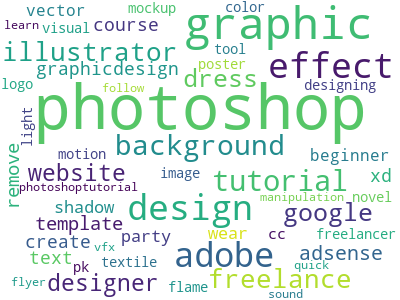 vector
mockup
color
graphic
learn
visual
course
illustrator
tool
effect
graphicdesign
poster
dress
designing
logo
follow
photoshop
light
background
remove
motion
image
beginner
website
tutorial
xd
photoshoptutorial
manipulation
novel
shadow
design
google
template
wear
cc
freelancer
create
party
vfx
adobe
adsense
text
pk
textile
quick
designer
flame
freelance
flyer
sound